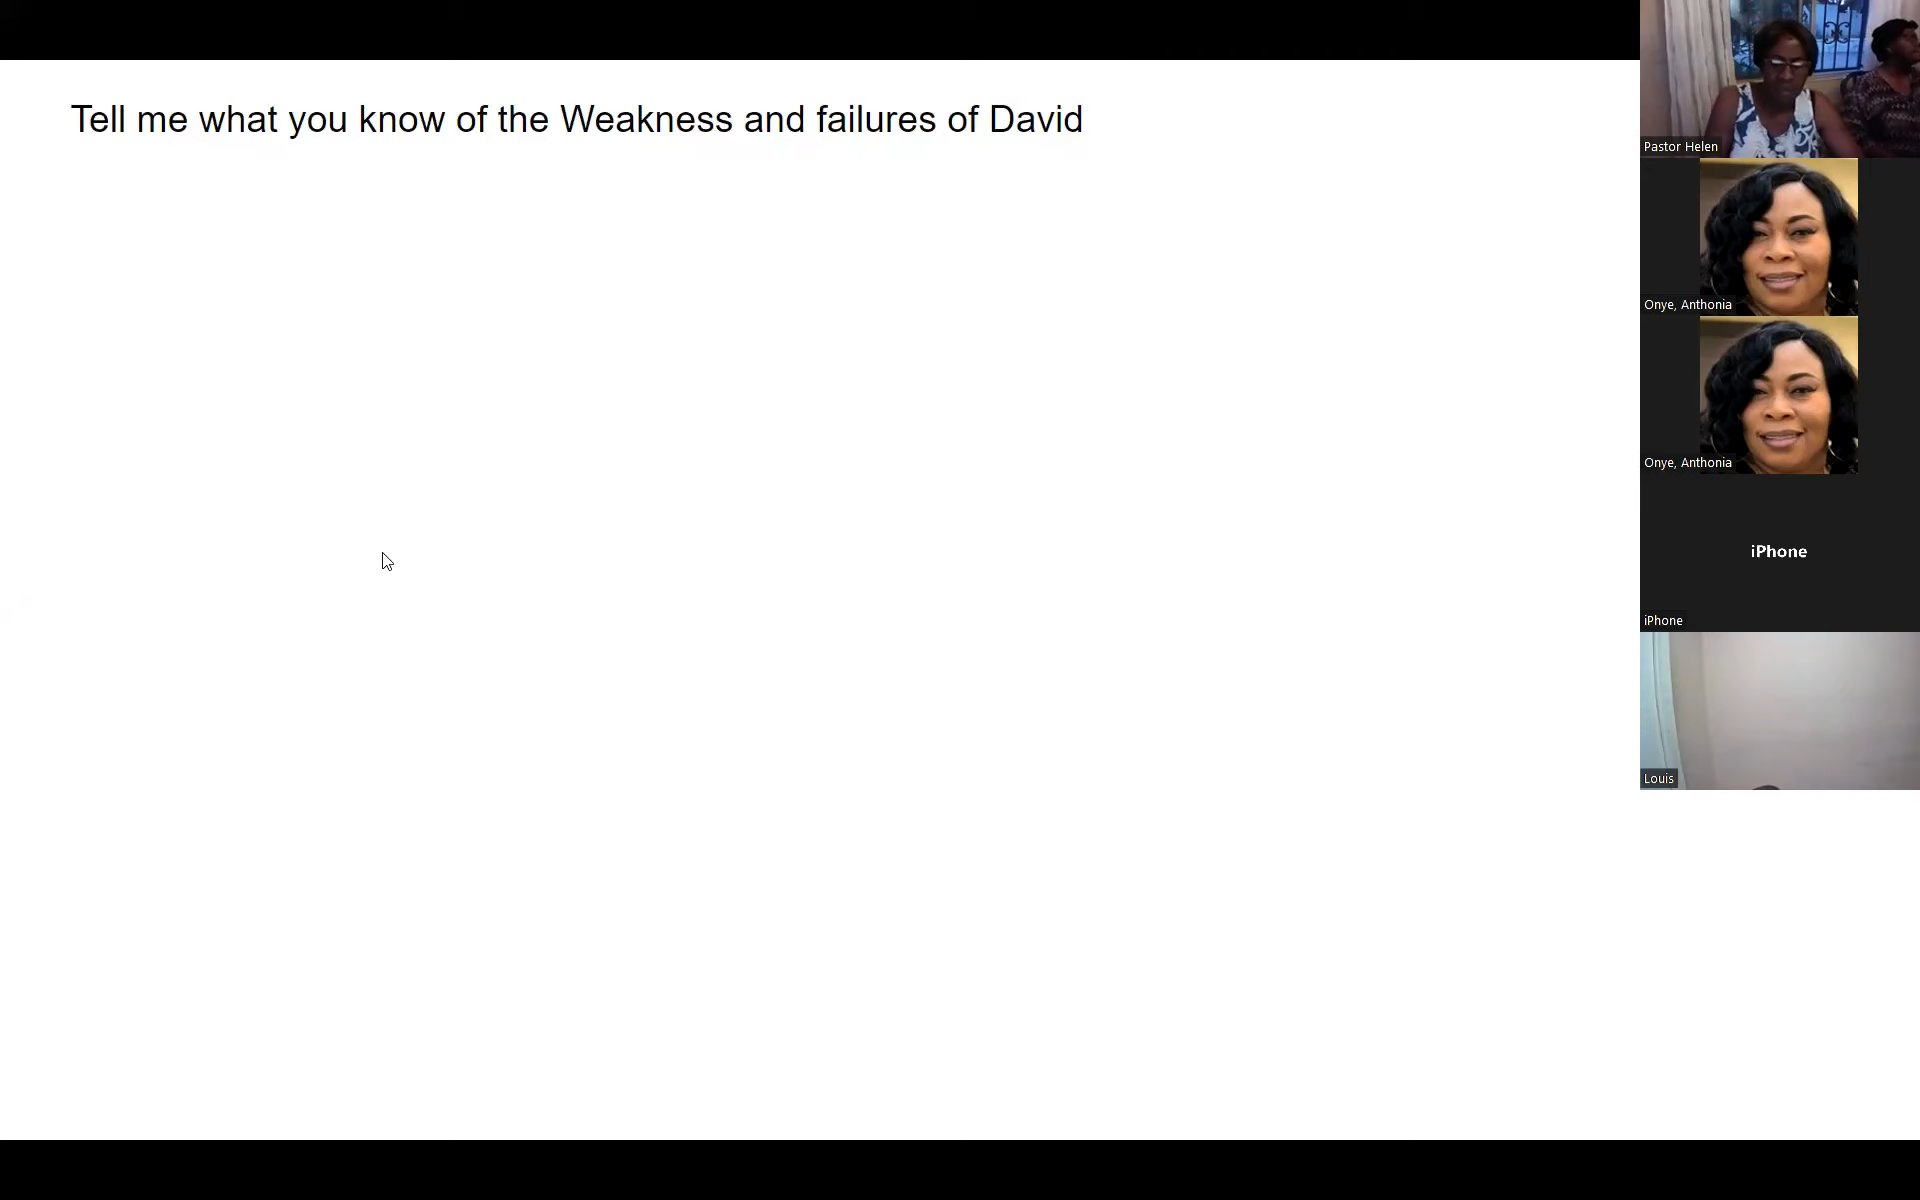 Tell me what you know of the Weakness and failures of David
Pastor Helen
Onye, Anthonia
Onye, Anthonia
iPhone
iPhone
Louis